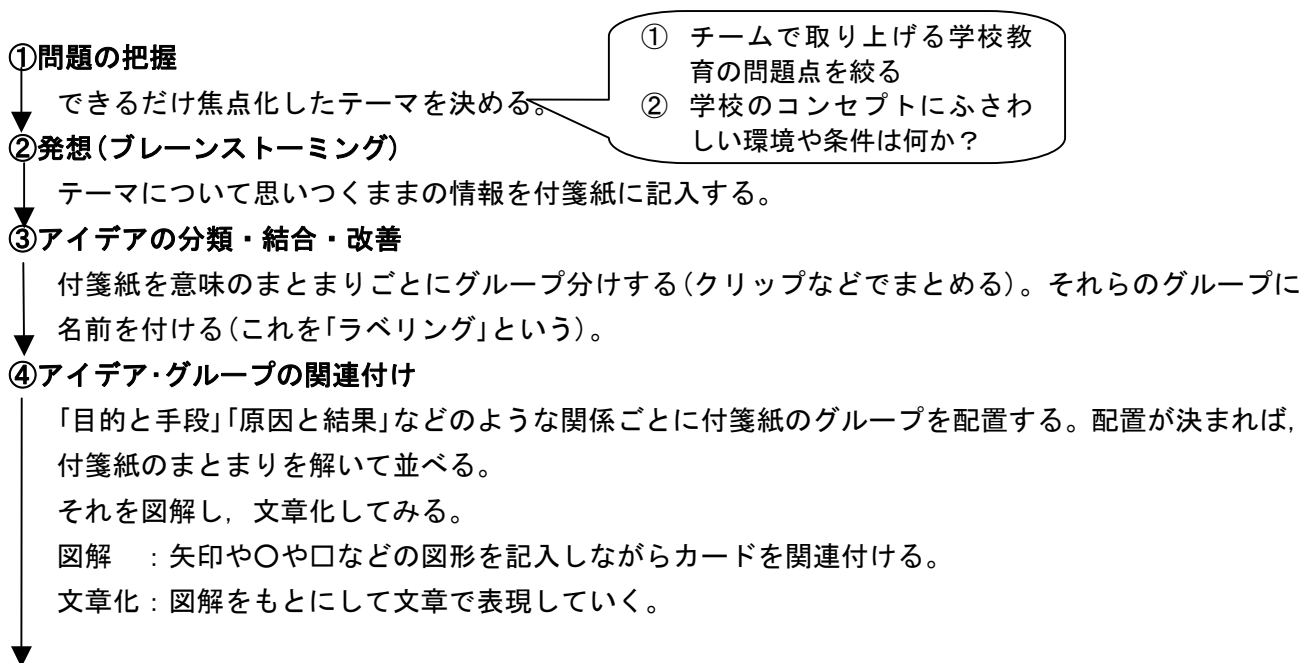 ①問題の把握
できるだけ焦点化したテーマを決める。
① チームで取り上げる学校教
育の問題点を絞る
② 学校のコンセプトにふさわ
しい環境や条件は何か？
②発想(ブレーンストーミング)
テーマについて思いつくままの情報を付箋紙に記入する。
③アイデアの分類・結合・改善
付箋紙を意味のまとまりごとにグループ分けする(クリップなどでまとめる)。それらのグループに
名前を付ける(これを「ラベリング」という)。
④アイデア・グループの関連付け
「目的と手段」「原因と結果」などのような関係ごとに付箋紙のグループを配置する。配置が決まれば，
付箋紙のまとまりを解いて並べる。
それを図解し，文章化してみる。
図解　：矢印や○や□などの図形を記入しながらカードを関連付ける。
文章化：図解をもとにして文章で表現していく。